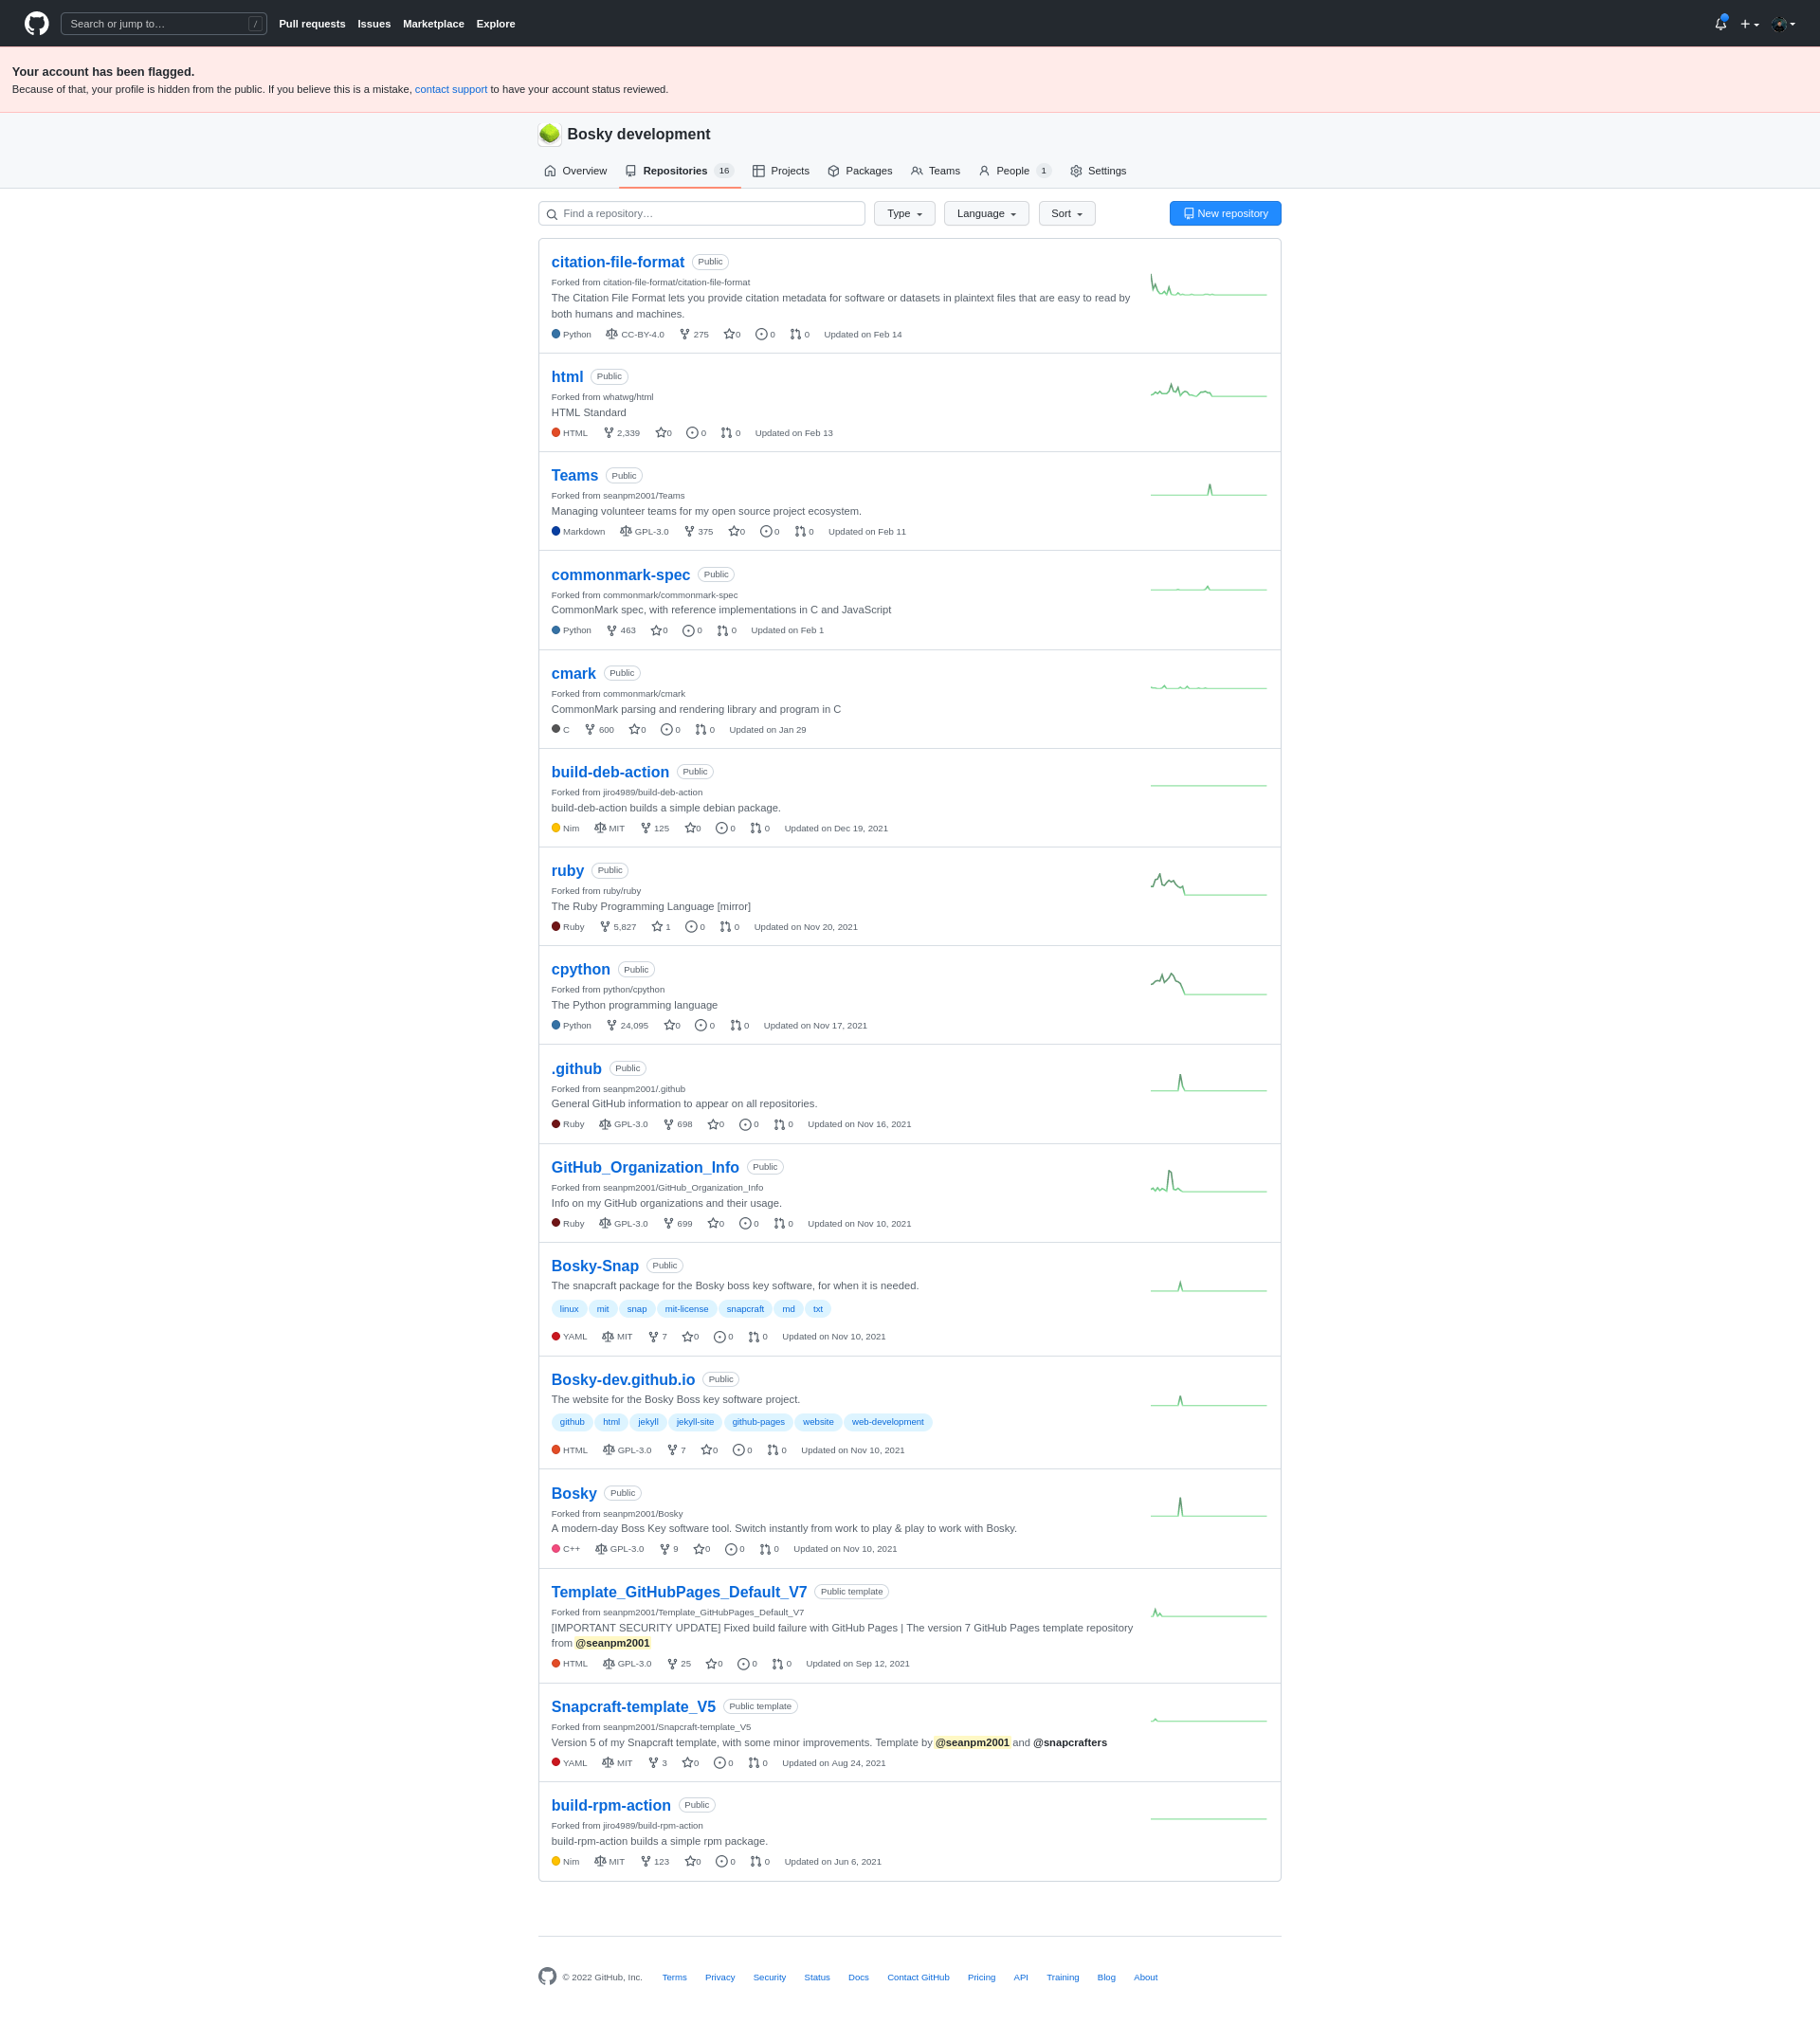 Search or jump to… /
Pull requests Issues Marketplace Explore
Your account has been flagged.
Because of that, your profile is hidden from the public. If you believe this is a mistake, contact support to have your account status reviewed.
Bosky development
Overview Repositories 16 Projects Packages Teams People 1 Settings
Find a repository… Type Language Sort New repository
citation-file-format Public
Forked from citation-file-format/citation-file-format
The Citation File Format lets you provide citation metadata for software or datasets in plaintext files that are easy to read by
both humans and machines.
Python CC-BY-4.0 275 0 0 0 Updated on Feb 14
html Public
Forked from whatwg/html
HTML Standard
HTML 2,339 0 0 0 Updated on Feb 13
Teams Public
Forked from seanpm2001/Teams
Managing volunteer teams for my open source project ecosystem.
Markdown GPL-3.0 375 0 0 0 Updated on Feb 11
commonmark-spec Public
Forked from commonmark/commonmark-spec
CommonMark spec, with reference implementations in C and JavaScript
Python 463 0 0 0 Updated on Feb 1
cmark Public
Forked from commonmark/cmark
CommonMark parsing and rendering library and program in C
C 600 0 0 0 Updated on Jan 29
build-deb-action Public
Forked from jiro4989/build-deb-action
build-deb-action builds a simple debian package.
Nim MIT 125 0 0 0 Updated on Dec 19, 2021
ruby Public
Forked from ruby/ruby
The Ruby Programming Language [mirror]
Ruby 5,827 1 0 0 Updated on Nov 20, 2021
cpython Public
Forked from python/cpython
The Python programming language
Python 24,095 0 0 0 Updated on Nov 17, 2021
.github Public
Forked from seanpm2001/.github
General GitHub information to appear on all repositories.
Ruby GPL-3.0 698 0 0 0 Updated on Nov 16, 2021
GitHub_Organization_Info Public
Forked from seanpm2001/GitHub_Organization_Info
Info on my GitHub organizations and their usage.
Ruby GPL-3.0 699 0 0 0 Updated on Nov 10, 2021
Bosky-Snap Public
The snapcraft package for the Bosky boss key software, for when it is needed.
linux mit snap mit-license snapcraft md txt
YAML MIT 7 0 0 0 Updated on Nov 10, 2021
Bosky-dev.github.io Public
The website for the Bosky Boss key software project.
github html jekyll jekyll-site github-pages website web-development
HTML GPL-3.0 7 0 0 0 Updated on Nov 10, 2021
Bosky Public
Forked from seanpm2001/Bosky
A modern-day Boss Key software tool. Switch instantly from work to play & play to work with Bosky.
C++ GPL-3.0 9 0 0 0 Updated on Nov 10, 2021
Template_GitHubPages_Default_V7 Public template
Forked from seanpm2001/Template_GitHubPages_Default_V7
[IMPORTANT SECURITY UPDATE] Fixed build failure with GitHub Pages | The version 7 GitHub Pages template repository
from @seanpm2001
HTML GPL-3.0 25 0 0 0 Updated on Sep 12, 2021
Snapcraft-template_V5 Public template
Forked from seanpm2001/Snapcraft-template_V5
Version 5 of my Snapcraft template, with some minor improvements. Template by @seanpm2001 and @snapcrafters
YAML MIT 3 0 0 0 Updated on Aug 24, 2021
build-rpm-action Public
Forked from jiro4989/build-rpm-action
build-rpm-action builds a simple rpm package.
Nim MIT 123 0 0 0 Updated on Jun 6, 2021
© 2022 GitHub, Inc. Terms Privacy Security Status Docs Contact GitHub Pricing API Training Blog About